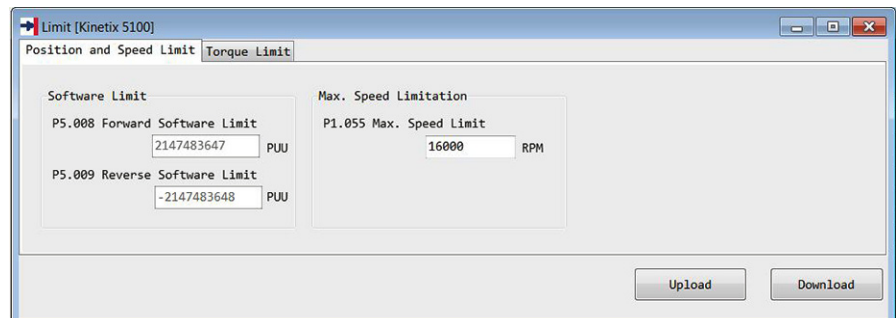 Limit [Kinetix 5100]
Position and Speed Limit Torque Limit
Software Limit
P5.008 Forward Software Limit
2147483647 PUU
P5.009 Reverse Software Limit
-2147483648 PUU
Max. Speed Limitation
P1.055 Max. Speed Limit
16000 RPM
Upload Download